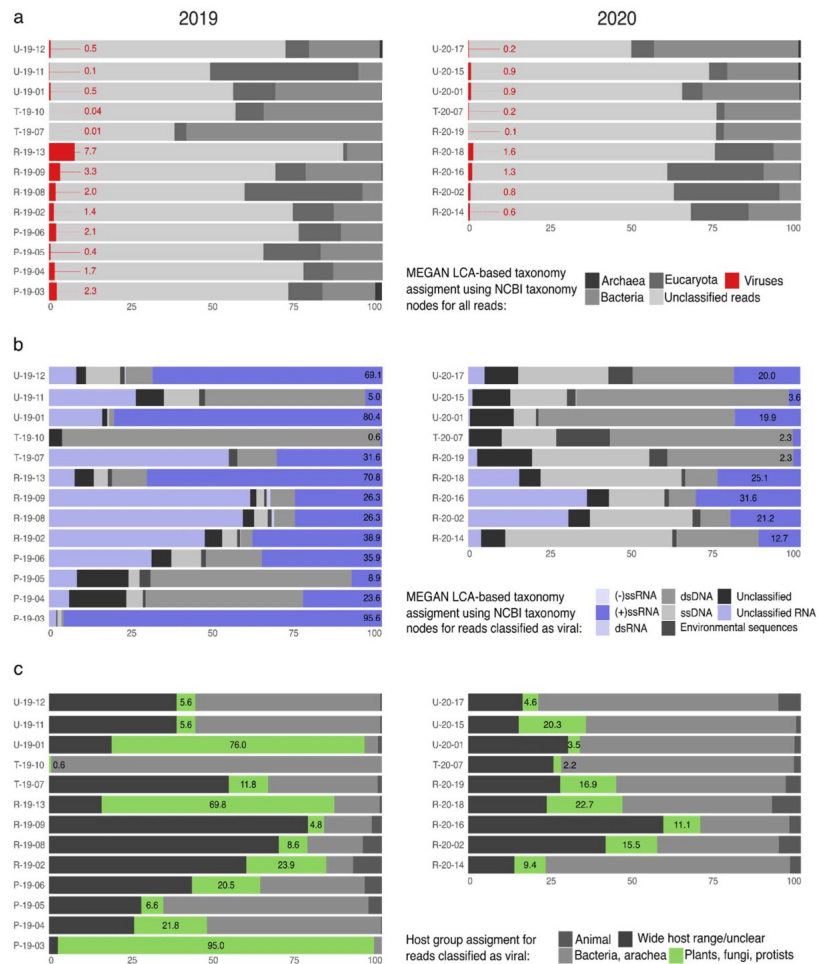 a
2019
2020
U-19-12 0.5
U-19-11 0.1
U-19-01 0.5
T-19-10 0.04
T-19-07 0.01
R-19-13 7.7
R-19-09 3.3
R-19-08 2.0
R-19-02 1.4
P-19-06 2.1
P-19-05 0.4
P-19-04 1.7
P-19-03 2.3
0 25 50 75 100
U-20-17 0.2
U-20-15 0.9
U-20-01 0.9
T-20-07 0.2
R-20-19 0.1
R-20-18 1.6
R-20-16 1.3
R-20-02 0.8
R-20-14 0.6
0 25 50 75 100
MEGAN LCA-based taxonomy
assigment using NCBI taxonomy
nodes for all reads:
Archaea Eucaryota Viruses
Bacteria Unclassified reads
b
U-19-12 69.1
U-19-11 5.0
U-19-01 80.4
T-19-10 0.6
T-19-07 31.6
R-19-13 70.8
R-19-09 26.3
R-19-08 26.3
R-19-02 38.9
P-19-06 35.9
P-19-05 8.9
P-19-04 23.6
P-19-03 95.6
0 25 50 75 100
U-20-17 20.0
U-20-15 3.6
U-20-01 19.9
T-20-07 2.3
R-20-19 2.3
R-20-18 25.1
R-20-16 31.6
R-20-02 21.2
R-20-14 12.7
0 25 50 75 100
MEGAN LCA-based taxonomy
assigment using NCBI taxonomy
nodes for reads classified as viral:
(-)ssRNA dsDNA Unclassified
(+)ssRNA ssDNA Unclassified RNA
dsRNA Environmental sequences
c
U-19-12 5.6
U-19-11 5.6
U-19-01 76.0
T-19-10 0.6
T-19-07 11.8
R-19-13 69.8
R-19-09 4.8
R-19-08 8.6
R-19-02 23.9
P-19-06 20.5
P-19-05 6.6
P-19-04 21.8
P-19-03 95.0
0 25 50 75 100
U-20-17 4.6
U-20-15 20.3
U-20-01 3.5
T-20-07 2.2
R-20-19 16.9
R-20-18 22.7
R-20-16 11.1
R-20-02 15.5
R-20-14 9.4
0 25 50 75 100
Host group assigment for
reads classified as viral:
Animal Wide host range/unclear
Bacteria, arachea Plants, fungi, protists